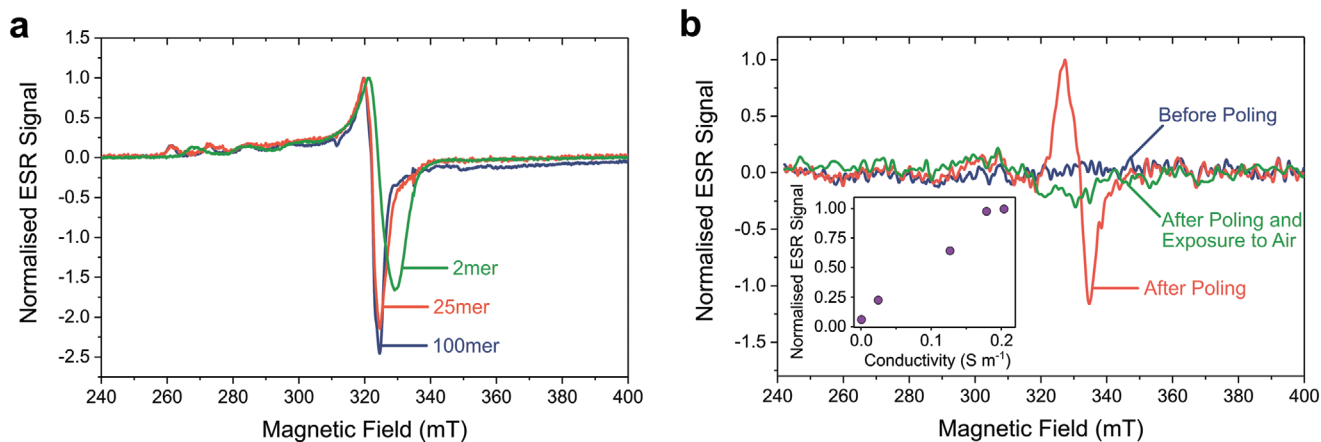 a
1.5
1.0
0.5
0.0
-0.5
-1.0
-1.5
-2.0
-2.5
Normalised ESR Signal
2mer
25mer
100mer
240 260 280 300 320 340 360 380 400
Magnetic Field (mT)
b
1.0
0.5
0.0
-0.5
-1.0
-1.5
Normalised ESR Signal
Before Poling
After Poling and
Exposure to Air
After Poling
1.00
0.75
0.50
0.25
0.00
Normalised ESR Signal
0.0 0.1 0.2
Conductivity (S m⁻¹)
240 260 280 300 320 340 360 380 400
Magnetic Field (mT)